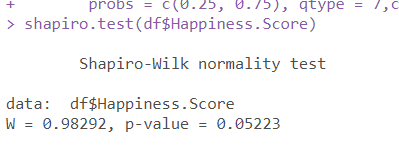 +        probs = c(0.25, 0.75), qtype = 7,c
> shapiro.test(df$Happiness.Score)
Shapiro-Wilk normality test
data:  df$Happiness.Score
W = 0.98292, p-value = 0.05223